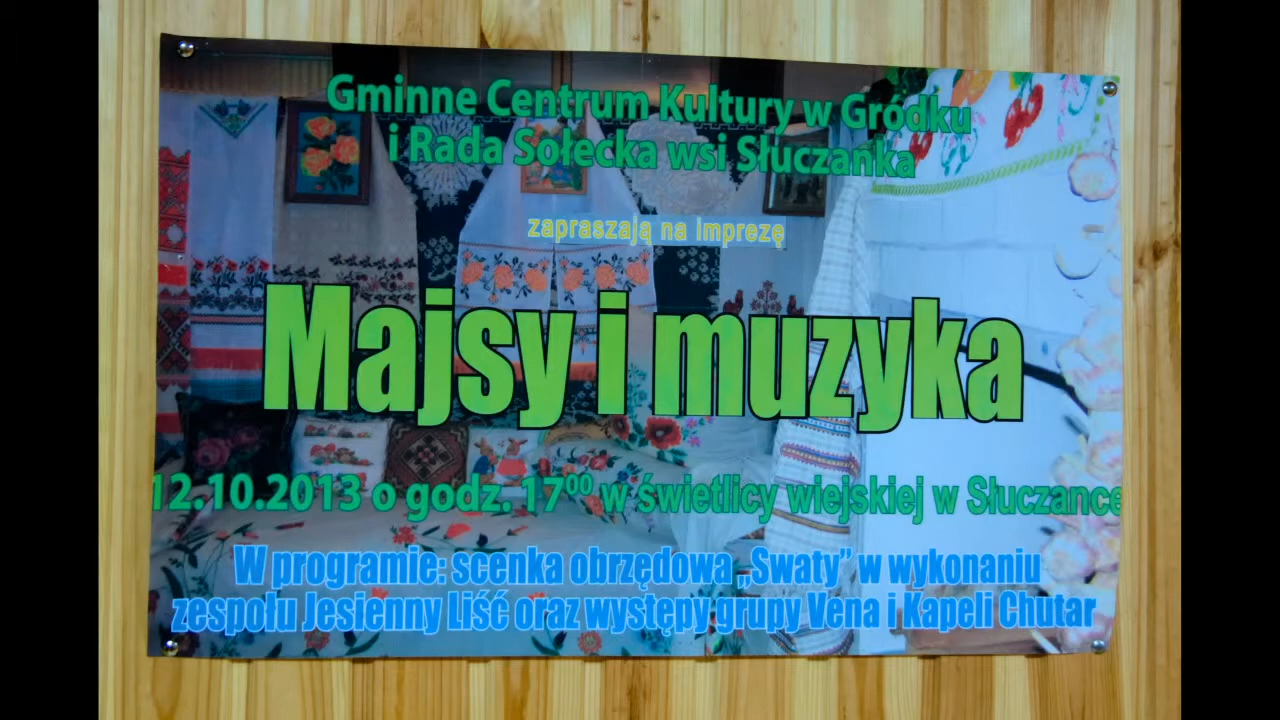 Gminne Centrum Kultury w Gródku
i Rada Sołecka wsi Słuczanka
zapraszają na Imprezę
Majsy i muzyka
12.10.2013 o godz. 17⁰⁰ w świetlicy wiejskiej w Słuczance
W programie: scenka obrzędowa „Swaty” w wykonaniu
zespołu Jesienny Liść oraz występy grupy Vena i Kapeli Chutar